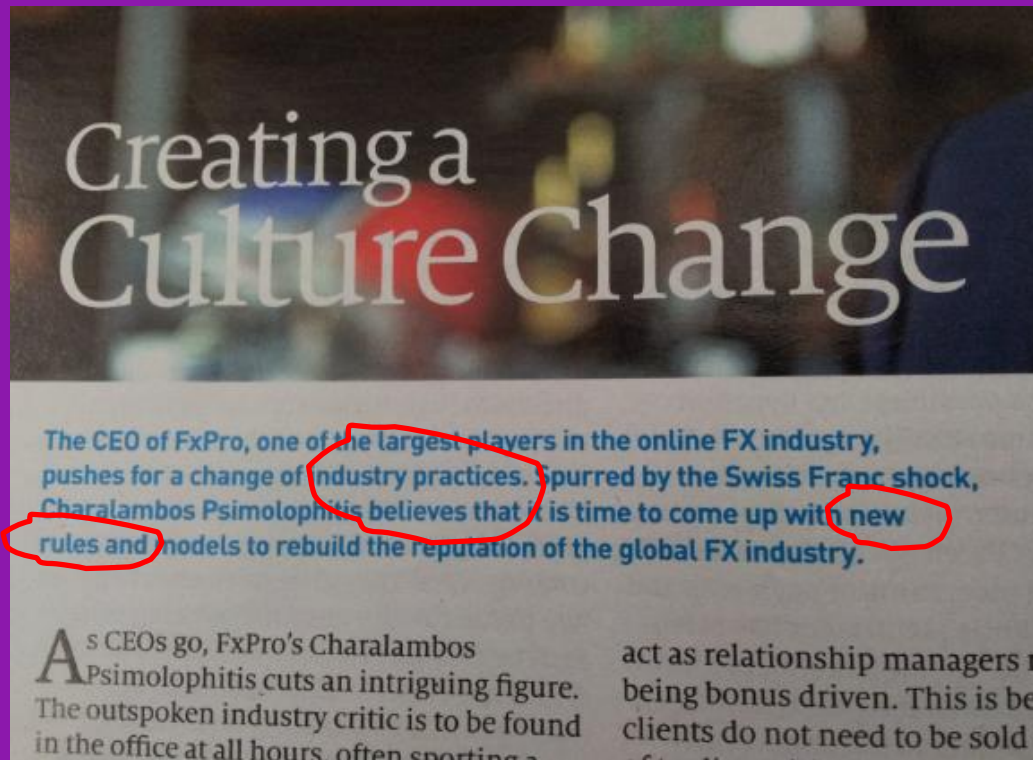 Creating a
Culture Change
The CEO of FxPro, one of the largest players in the online FX industry,
pushes for a change of industry practices. Spurred by the Swiss Franc shock,
Charalambos Psimolophitis believes that it is time to come up with new
rules and models to rebuild the reputation of the global FX industry.
As CEOs go, FxPro's Charalambos
Psimolophitis cuts an intriguing figure.
The outspoken industry critic is to be found
in the office at all hours, often sporting a
act as relationship managers
being bonus driven. This is
clients do not need to be sold